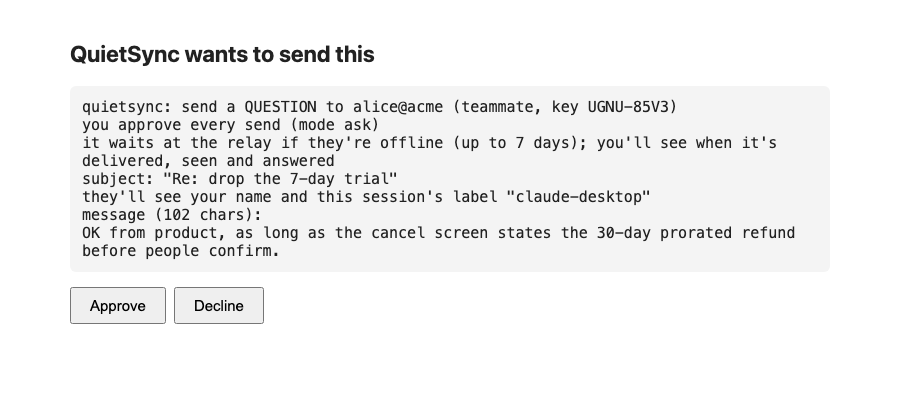 QuietSync wants to send this
quietsync: send a QUESTION to alice@acme (teammate, key UGNU-85V3)
you approve every send (mode ask)
it waits at the relay if they're offline (up to 7 days); you'll see when it's
delivered, seen and answered
subject: "Re: drop the 7-day trial"
they'll see your name and this session's label "claude-desktop"
message (102 chars):
OK from product, as long as the cancel screen states the 30-day prorated refund
before people confirm.
Approve
Decline